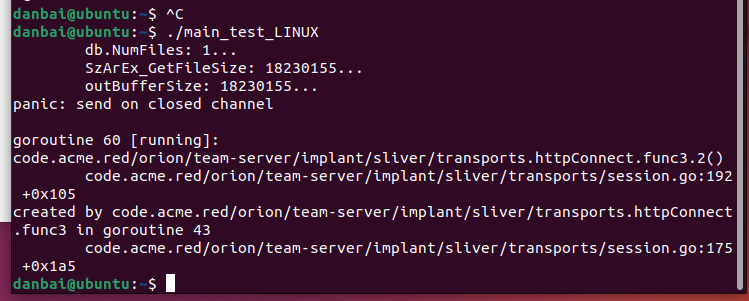 danbai@ubuntu:~$ ^C
danbai@ubuntu:~$ ./main_test_LINUX
db.NumFiles: 1...
SzArEx_GetFileSize: 18230155...
outBufferSize: 18230155...
panic: send on closed channel
goroutine 60 [running]:
code.acme.red/orion/team-server/implant/sliver/transports.httpConnect.func3.2()
code.acme.red/orion/team-server/implant/sliver/transports/session.go:192
+0x105
created by code.acme.red/orion/team-server/implant/sliver/transports.httpConnect
.func3 in goroutine 43
code.acme.red/orion/team-server/implant/sliver/transports/session.go:175
+0x1a5
danbai@ubuntu:~$